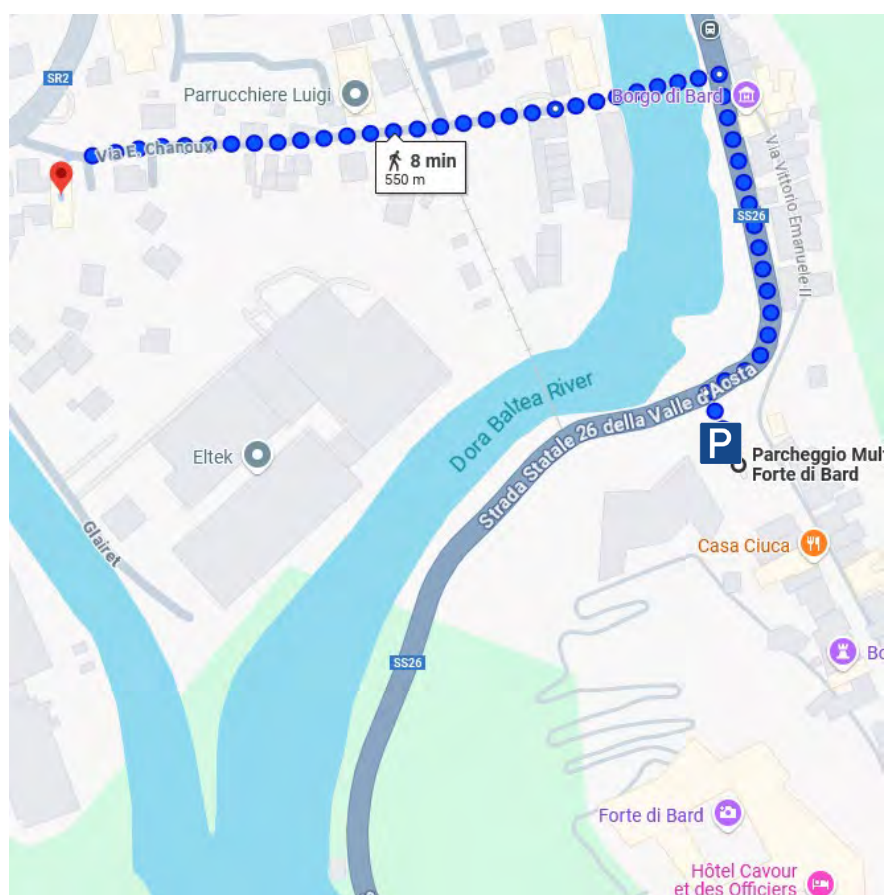 SR2
Parrucchiere Luigi
Borgo di Bard
Via E. Chanoux
8 min
550 m
Via Vittorio Emanuele II
SS26
Dora Baltea River
Strada Statale 26 della Valle d'Aosta
P
Parcheggio Mul
Forte di Bard
Eltek
Glairet
Casa Ciuca
Bo
SS26
Forte di Bard
Hôtel Cavour
et des Officiers